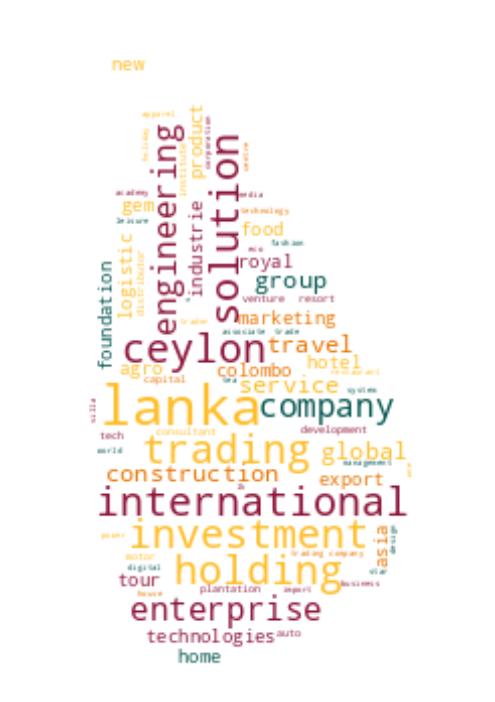 new
apparel
holiday
engineering
institute
product
corporation
solution
centre
academy
gem
leisure
industrie
media
technology
food
fashion
eco
royal
logistic
distributor
foundation
group
venture
resort
marketing
trader
associate
trade
ceylon
travel
hotel
restaurant
agro
capital
colombo
tea
service
system
villa
lanka
company
tech
consultant
development
world
trading
global
management
construction
export
international
power
investment
asia
design
motor
trading company
digital
holding
star
tour
business
house
plantation
import
enterprise
technologies
auto
home